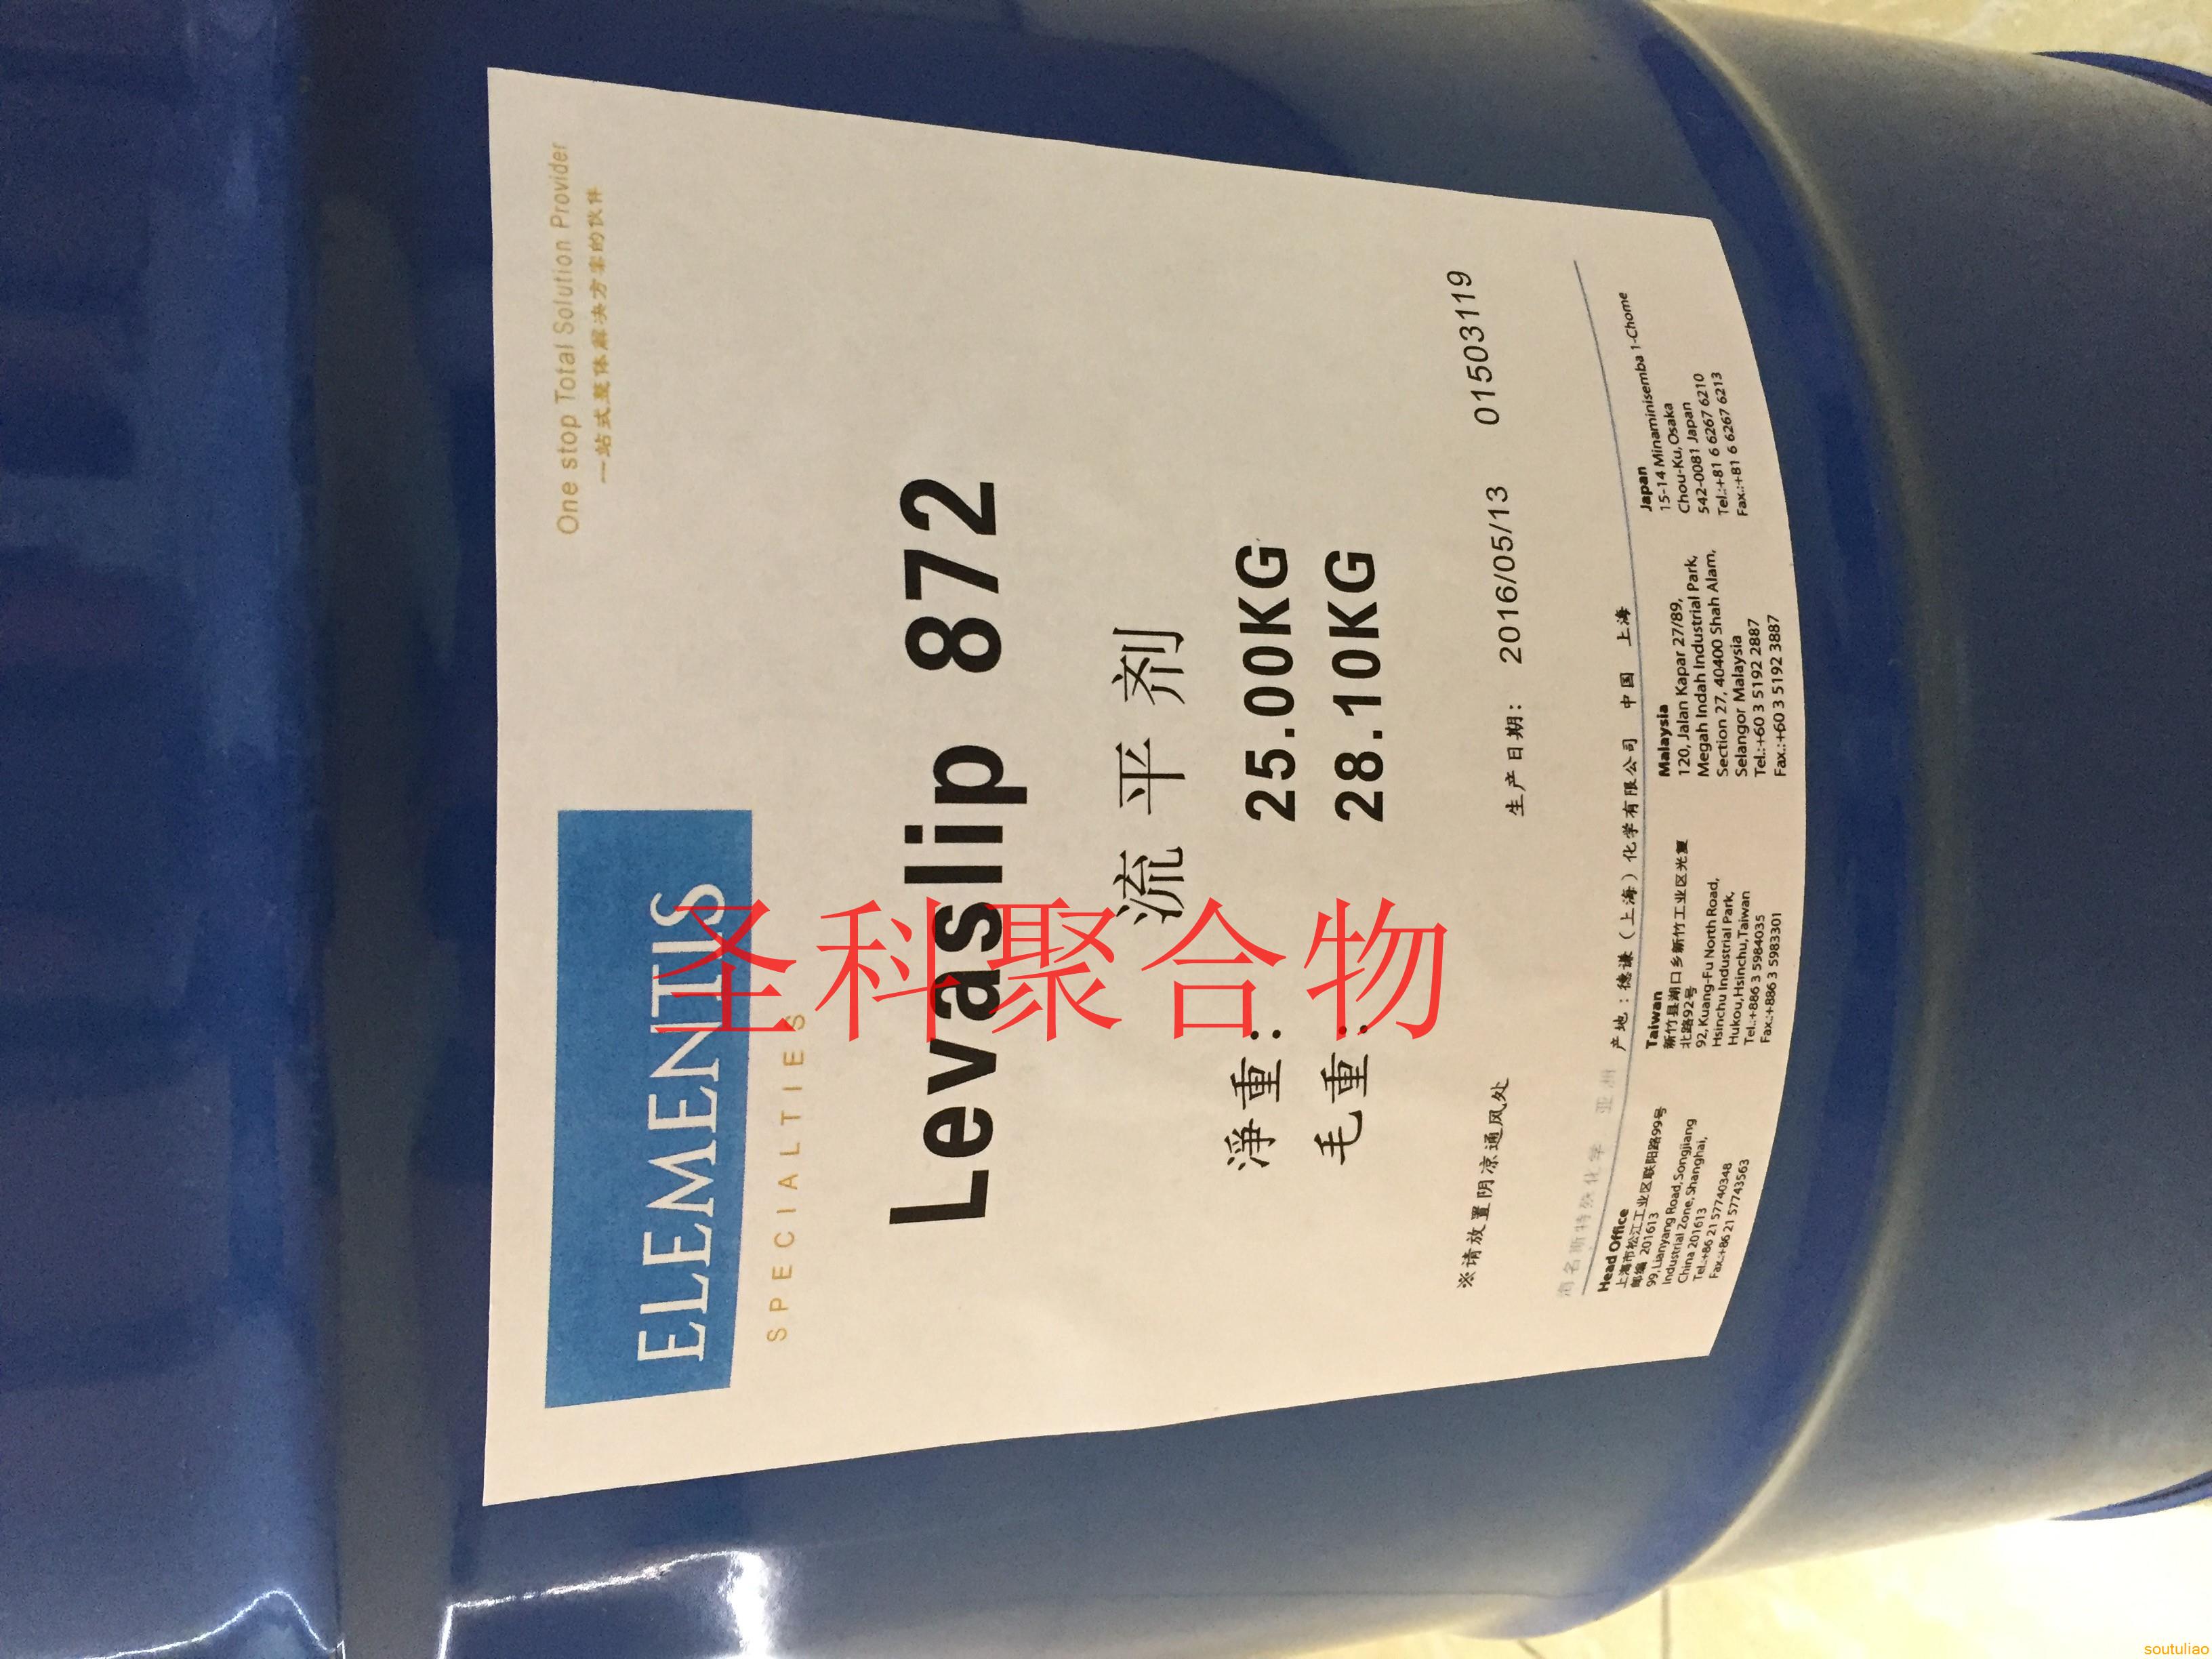 One stop Total Solution Provider
一站式整体解决方案的伙伴
ELEMENTIS
SPECIALTIES
Levaslip 872
流平剂
淨重: 25.00KG
毛重: 28.10KG
※请放置阴凉通风处
生产日期: 2016/05/13 01503119
产地:德谦(上海)化学有限公司 中国 上海
Head Office
上海市松江工业区联阳路99号
邮编 201613
99, Lianyang Road, Songjiang
Industrial Zone, Shanghai,
China 201613
Tel.:+86 21 57740348
Fax.:+86 21 57743563
Taiwan
新竹县湖口乡新竹工业区光复
北路92号
92, Kuang-Fu North Road,
Hsinchu Industrial Park,
Hukou, Hsinchu, Taiwan
Tel.:+886 3 5984035
Fax.:+886 3 5983301
Malaysia
120, Jalan Kapar 27/89,
Megah Indah Industrial Park,
Section 27, 40400 Shah Alam,
Selangor Malaysia
Tel.:+60 3 5192 2887
Fax.:+60 3 5192 3887
Japan
15-14 Minaminisemba 1-Chome
Chou-Ku, Osaka
542-0081 Japan
Tel.:+81 6 6267 6210
Fax.:+81 6 6267 6213
圣科聚合物
soutuliao